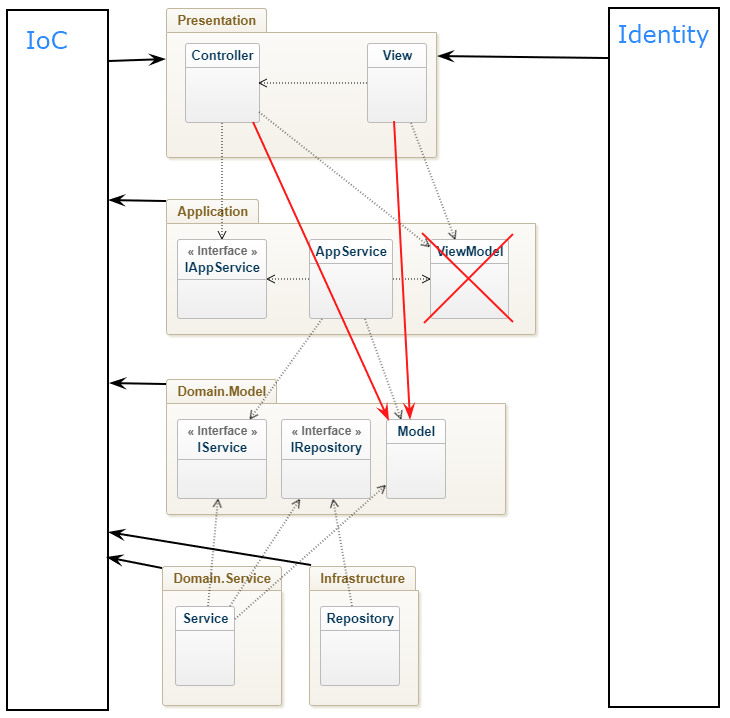 IoC
Identity
Presentation
Controller
View
Application
« Interface »
IAppService
AppService
ViewModel
Domain.Model
« Interface »
IService
« Interface »
IRepository
Model
Domain.Service
Infrastructure
Service
Repository